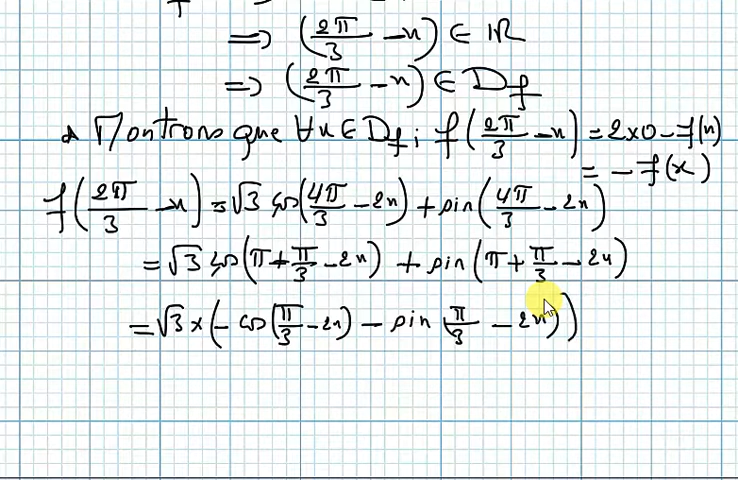 ⟹ (2π/3 - x) ∈ ℝ
⟹ (2π/3 - x) ∈ Df
Montrons que ∀x ∈ Df ; f(2π/3 - x) = 2×0 - f(x)
= - f(x)
f(2π/3 - x) = √3 cos(4π/3 - 2x) + sin(4π/3 - 2x)
= √3 cos(π + π/3 - 2x) + sin(π + π/3 - 2x)
= √3 × (- cos(π/3 - 2x) - sin π/3 - 2x))